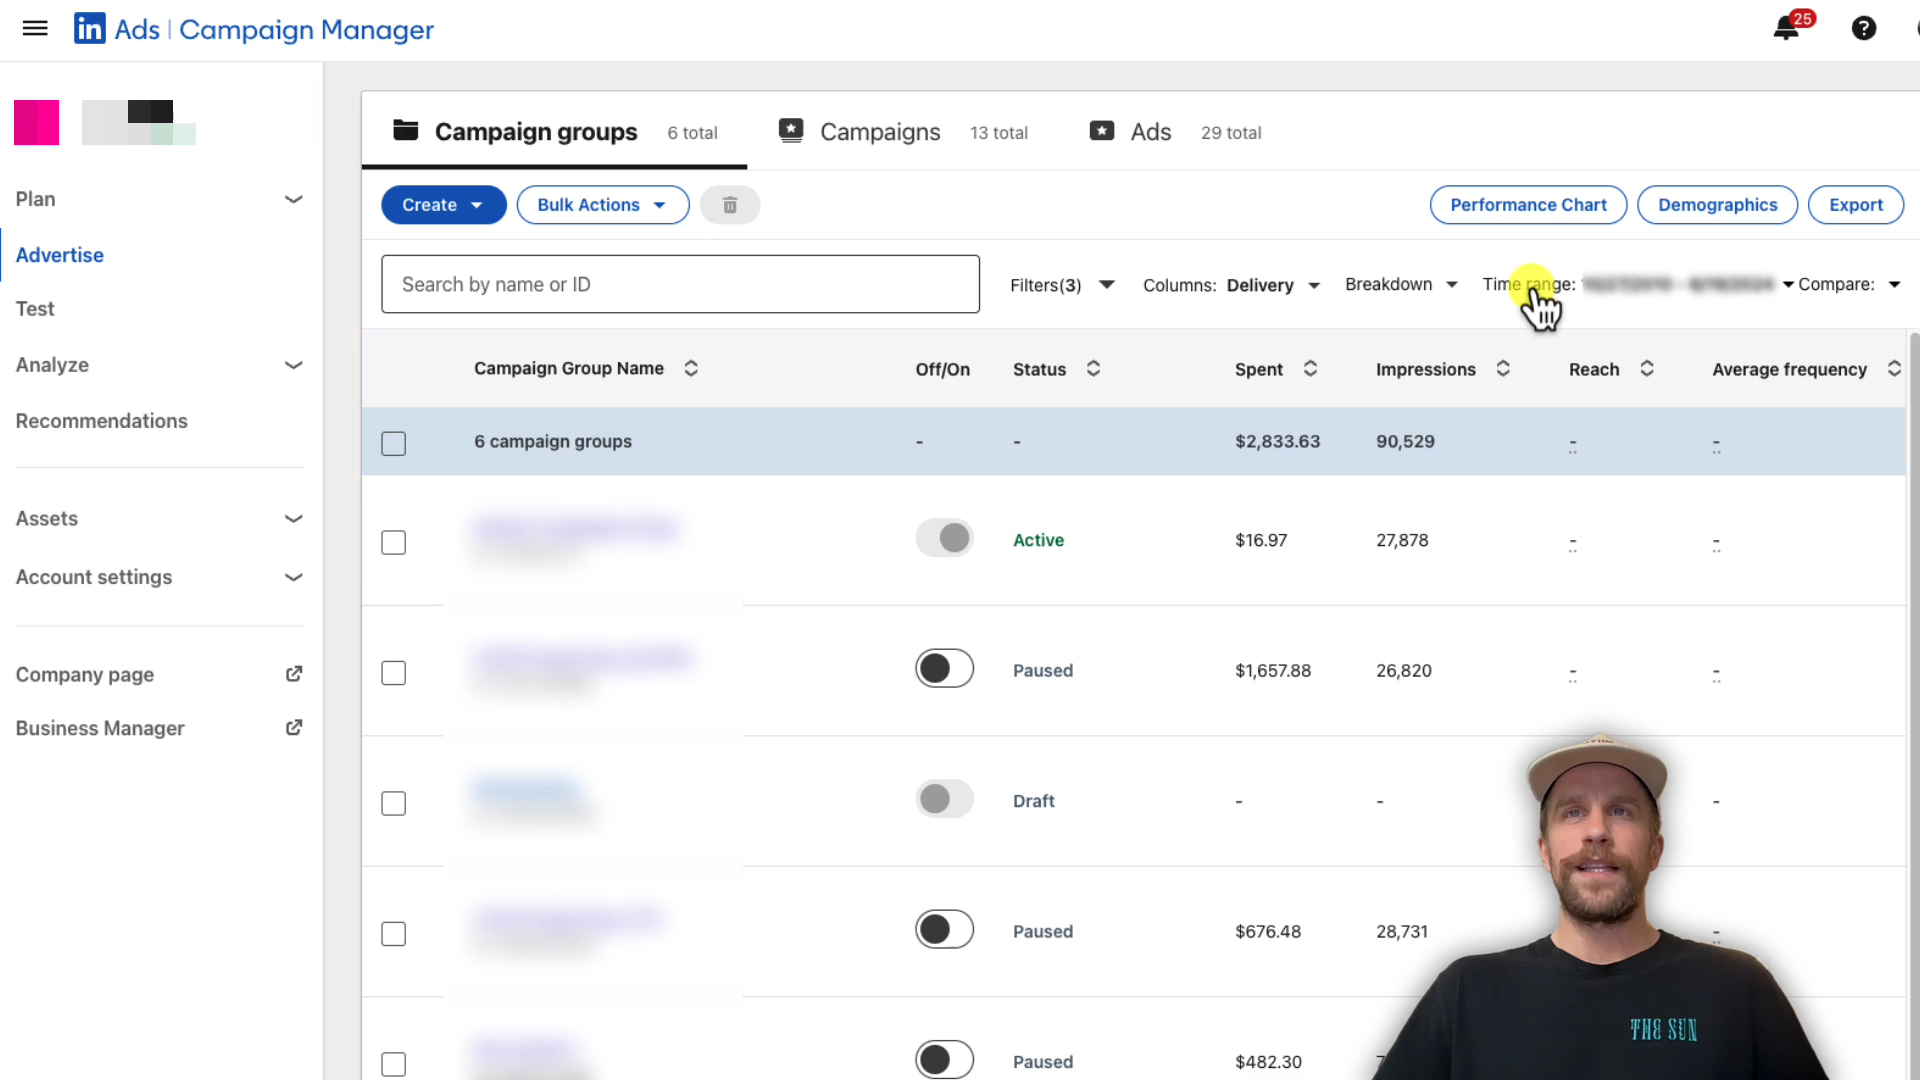 in Ads | Campaign Manager
25
?
Campaign groups 6 total
Campaigns 13 total
Ads 29 total
Plan
Advertise
Test
Analyze
Recommendations
Assets
Account settings
Company page
Business Manager
Create
Bulk Actions
Performance Chart
Demographics
Export
Search by name or ID
Filters(3)
Columns: Delivery
Breakdown
Time range:
Compare:
Campaign Group Name Off/On Status Spent Impressions Reach Average frequency
6 campaign groups - - $2,833.63 90,529 - -
Active $16.97 27,878 - -
Paused $1,657.88 26,820 - -
Draft - - -
Paused $676.48 28,731 -
Paused $482.30
THE SUN